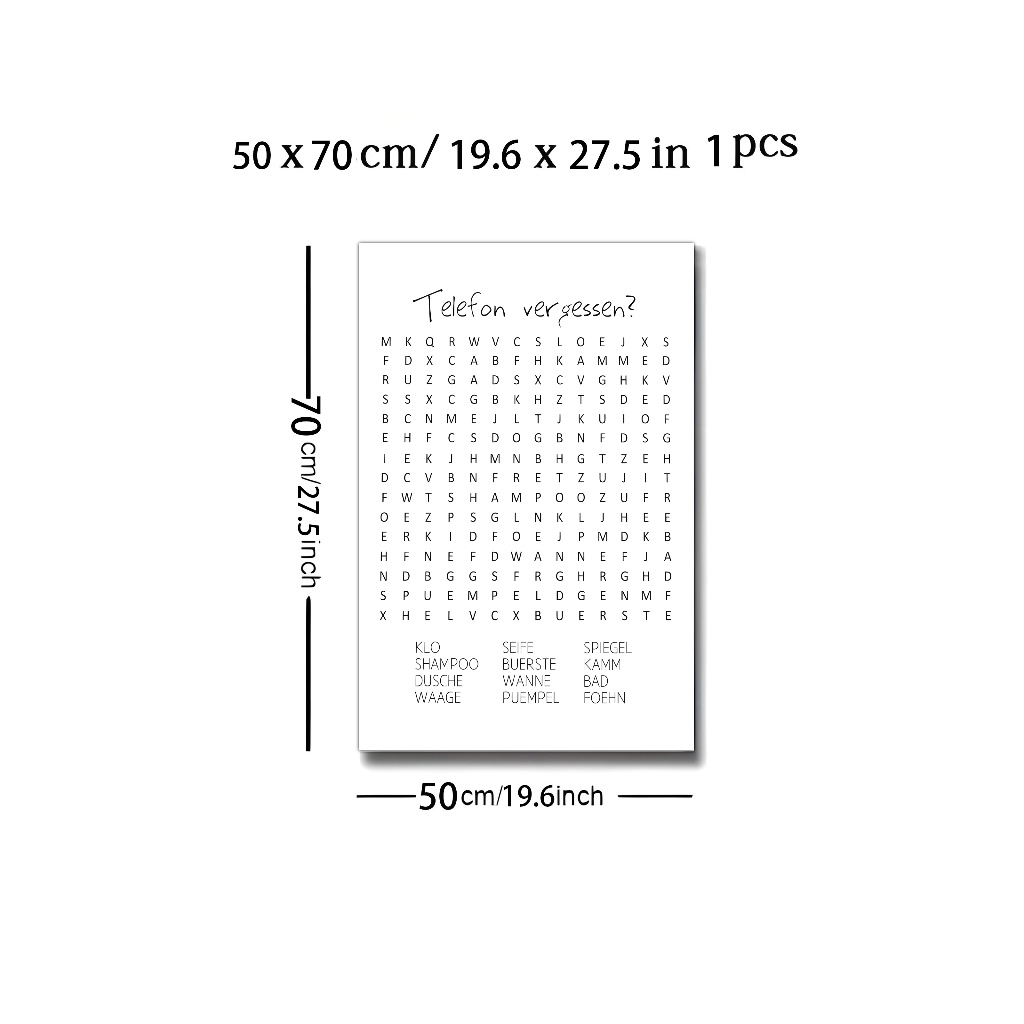 50 x 70 cm/ 19.6 x 27.5 in 1 pcs
Telefon vergessen?
M K Q R W V C S L O E J X S
F D X C A B F H K A M M E D
R U Z G A D S X C V G H K V
S S X C G B K H Z T S D E D
B C N M E J L T J K U I O F
E H F C S D O G B N F D S G
I E K J H M N B H G T Z E H
D C V B N F R E T Z U J I T
F W T S H A M P O O Z U F R
O E Z P S G L N K L J H E E
E R K I D F O E J P M D K B
H F N E F D W A N N E F J A
N D B G G S F R G H R G H D
S P U E M P E L D G E N M F
X H E L V C X B U E R S T E
KLO SEIFE SPIEGEL
SHAMPOO BUERSTE KAMM
DUSCHE WANNE BAD
WAAGE PUEMPEL FOEHN
70 cm/27.5inch
50cm/19.6inch